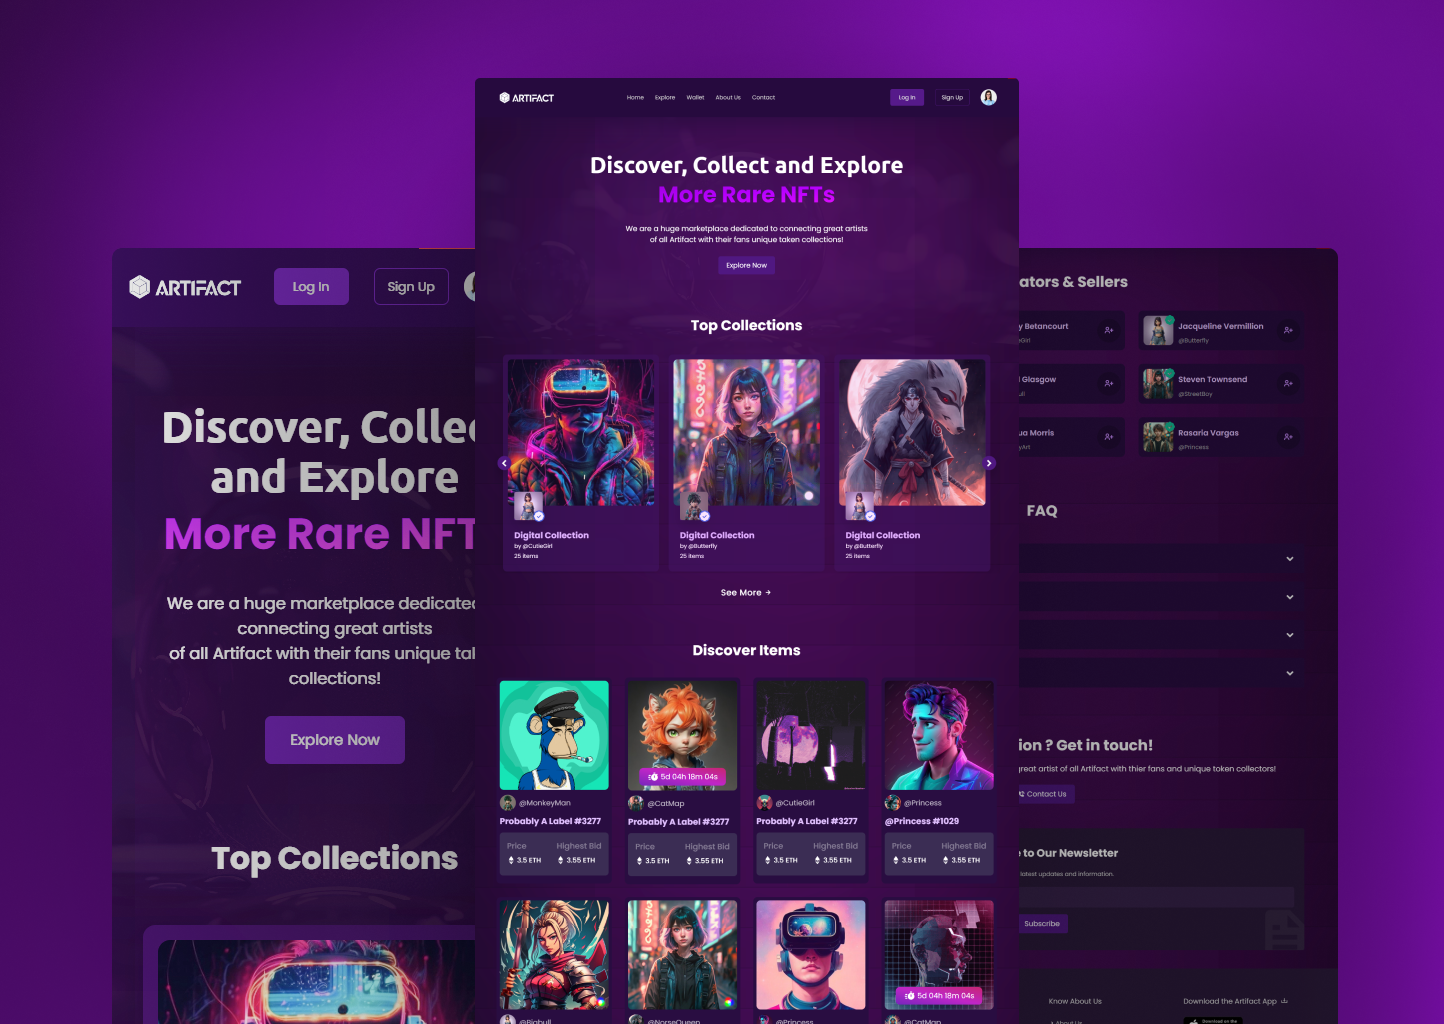 ARTIFACT
Home Explore Wallet About Us Contact
Log In
Sign Up
Discover, Collect and Explore
More Rare NFTs
We are a huge marketplace dedicated to connecting great artists
of all Artifact with their fans unique taken collections!
Explore Now
Top Collections
Digital Collection
by @CutieGirl
25 items
Digital Collection
by @Butterfly
25 items
Digital Collection
by @Butterfly
25 items
See More
Discover Items
5d 04h 18m 04s
@MonkeyMan
@CatMap
@CutieGirl
@Princess
Probably A Label #3277
Probably A Label #3277
Probably A Label #3277
@Princess #1029
Price Highest Bid
3.5 ETH 3.55 ETH
Price Highest Bid
3.5 ETH 3.55 ETH
Price Highest Bid
3.5 ETH 3.55 ETH
Price Highest Bid
3.5 ETH 3.55 ETH
5d 04h 18m 04s
@Bigbull
@NorseQueen
@Princess
@CatMap
ARTIFACT
Log In
Sign Up
Discover, Collec
and Explore
More Rare NFT
We are a huge marketplace dedicated
connecting great artists
of all Artifact with their fans unique tak
collections!
Explore Now
Top Collections
ators & Sellers
y Betancourt
Girl
Jacqueline Vermillion
@Butterfly
Glasgow
Steven Townsend
@StreetBoy
ua Morris
yArt
Rasaria Vargas
@Princess
FAQ
ion ? Get in touch!
great artist of all Artifact with thier fans and unique token collectors!
Contact Us
e to Our Newsletter
latest updates and information.
Subscribe
Know About Us
Download the Artifact App
About Us
Download on the